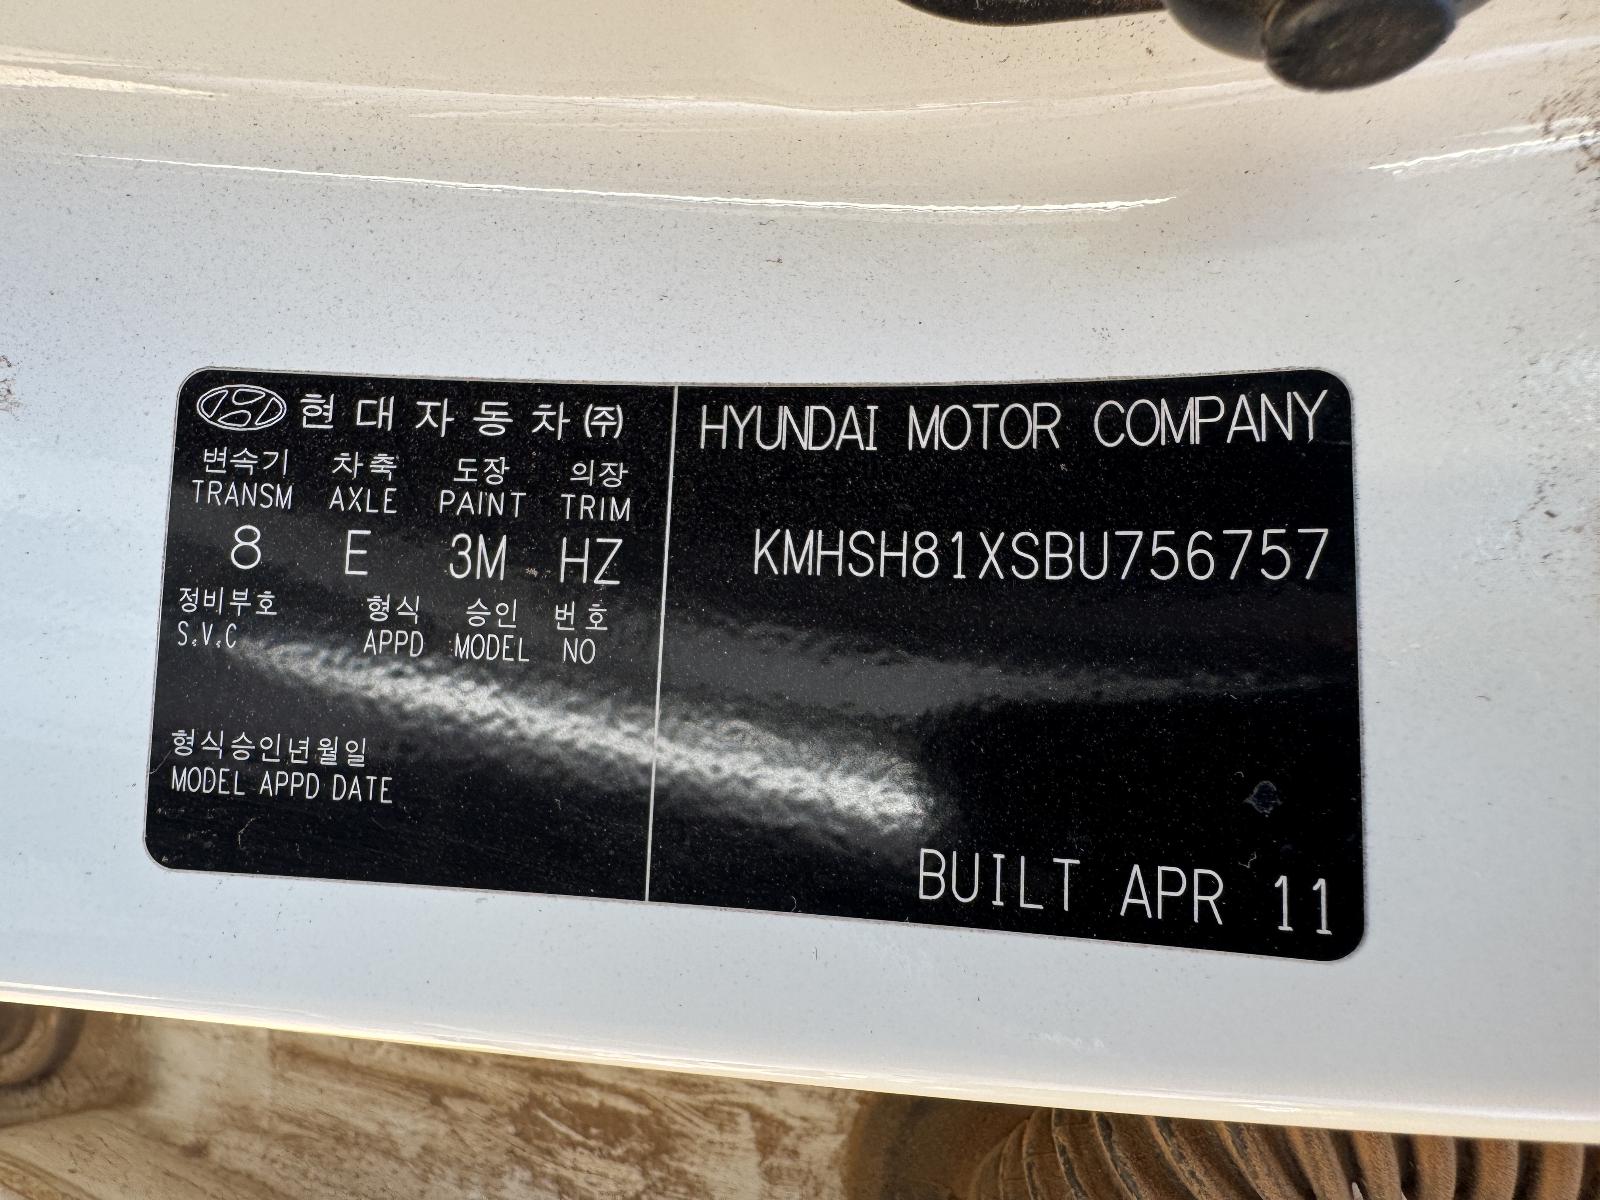 현대자동차㈜
변속기 차축 도장 의장
TRANSM AXLE PAINT TRIM
8 E 3M HZ
정비부호 형식 승인 번호
S.V.C APPD MODEL NO
형식승인년월일
MODEL APPD DATE
HYUNDAI MOTOR COMPANY
KMHSH81XSBU756757
BUILT APR 11